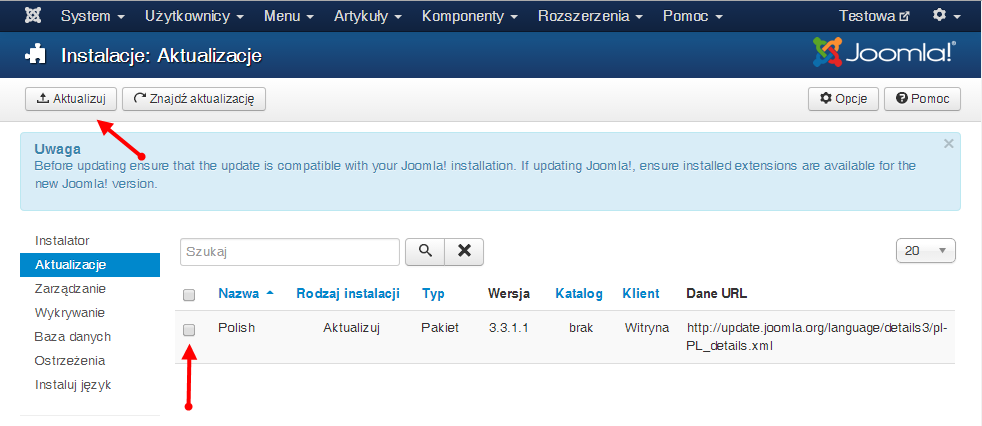 System Użytkownicy Menu Artykuły Komponenty Rozszerzenia Pomoc Testowa
Instalacje: Aktualizacje Joomla!®
Aktualizuj Znajdź aktualizację Opcje Pomoc
Uwaga ×
Before updating ensure that the update is compatible with your Joomla! installation. If updating Joomla!, ensure installed extensions are available for the
new Joomla! version.
Instalator
Aktualizacje
Zarządzanie
Wykrywanie
Baza danych
Ostrzeżenia
Instaluj język
Szukaj 20
Nazwa Rodzaj instalacji Typ Wersja Katalog Klient Dane URL
Polish Aktualizuj Pakiet 3.3.1.1 brak Witryna http://update.joomla.org/language/details3/pl-
PL_details.xml